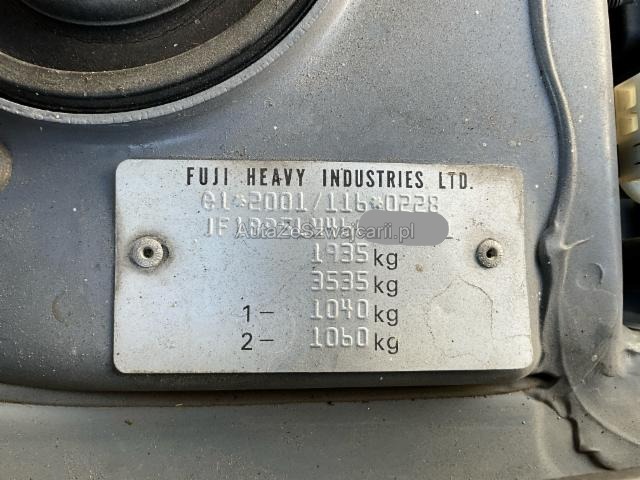 FUJI HEAVY INDUSTRIES LTD.
e1*2001/116*0228
AutaZeSzwajcarii.pl
1935 kg
3535 kg
1- 1040 kg
2- 1060 kg